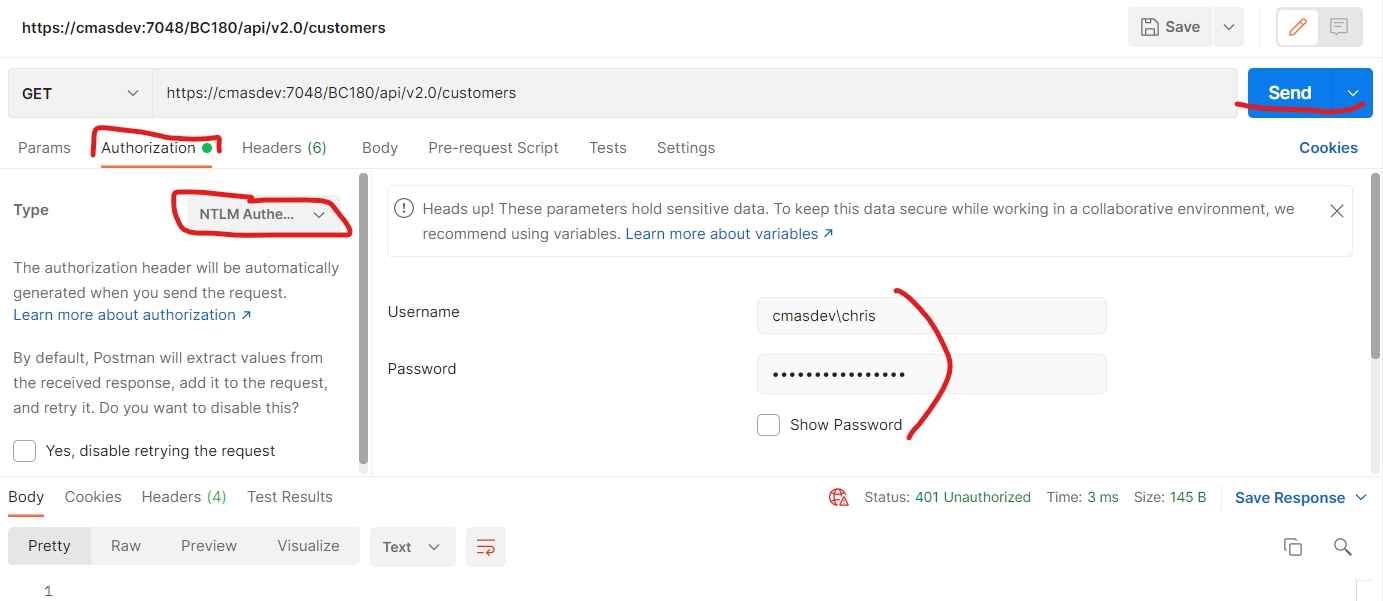 https://cmasdev:7048/BC180/api/v2.0/customers
Save
GET
https://cmasdev:7048/BC180/api/v2.0/customers
Send
Params
Authorization
Headers (6)
Body
Pre-request Script
Tests
Settings
Cookies
Type
NTLM Authe...
The authorization header will be automatically
generated when you send the request.
Learn more about authorization ↗
By default, Postman will extract values from
the received response, add it to the request,
and retry it. Do you want to disable this?
Yes, disable retrying the request
Heads up! These parameters hold sensitive data. To keep this data secure while working in a collaborative environment, we
recommend using variables. Learn more about variables ↗
Username
cmasdev\chris
Password
••••••••••••••••
Show Password
Body
Cookies
Headers (4)
Test Results
Status: 401 Unauthorized
Time: 3 ms
Size: 145 B
Save Response
Pretty
Raw
Preview
Visualize
Text
1